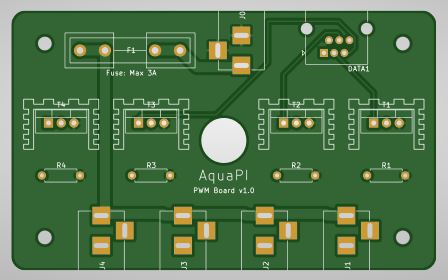 J0
F1
Fuse: Max 3A
DATA1
T4
T3
T2
T1
R4
R3
R2
R1
AquaPI
PWM Board v1.0
J4
J3
J2
J1